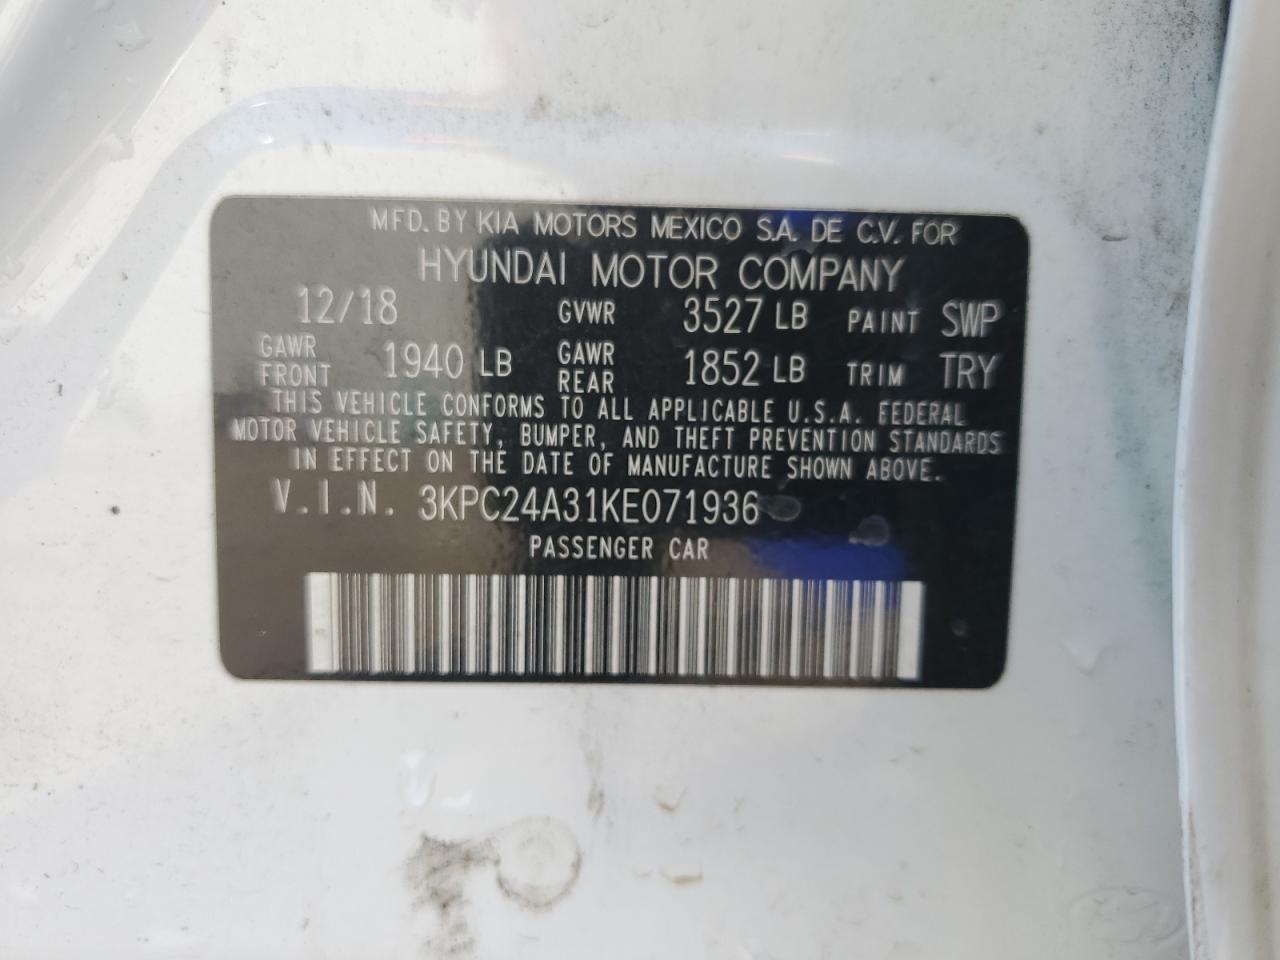 MFD. BY KIA MOTORS MEXICO S.A. DE C.V. FOR
HYUNDAI MOTOR COMPANY
12/18 GVWR 3527 LB PAINT SWP
GAWR FRONT 1940 LB GAWR REAR 1852 LB TRIM TRY
THIS VEHICLE CONFORMS TO ALL APPLICABLE U.S.A. FEDERAL
MOTOR VEHICLE SAFETY, BUMPER, AND THEFT PREVENTION STANDARDS
IN EFFECT ON THE DATE OF MANUFACTURE SHOWN ABOVE.
V.I.N. 3KPC24A31KE071936
PASSENGER CAR